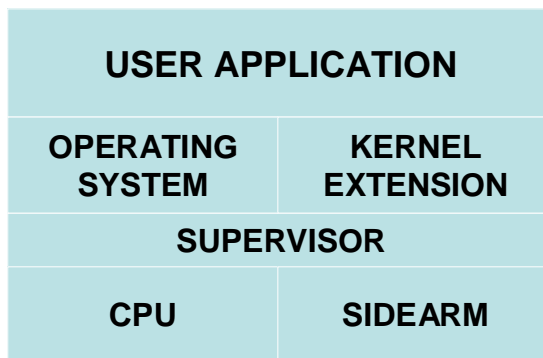 USER APPLICATION
OPERATING
SYSTEM
KERNEL
EXTENSION
SUPERVISOR
CPU
SIDEARM